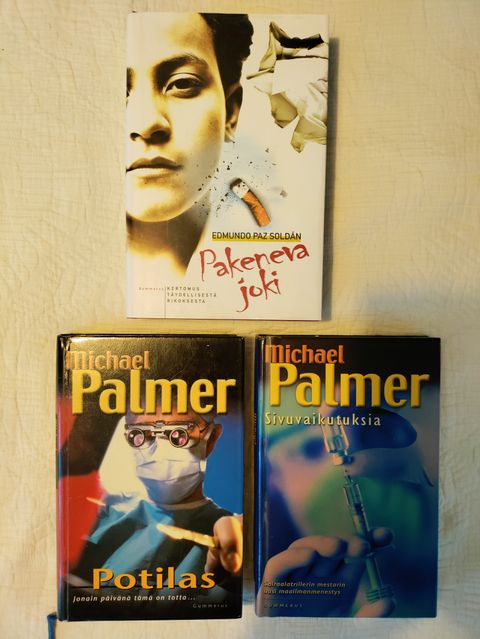 EDMUNDO PAZ SOLDÁN
Pakeneva
joki
Gummerus
KERTOMUS
TÄYDELLISESTÄ
RIKOKSESTA
Michael
Palmer
Potilas
Jonain päivänä tämä on totta...
Gummerus
Michael
Palmer
Sivuvaikutuksia
Sairaalatrillerin mestarin
uusi maailmanmenestys
GUMMERUS